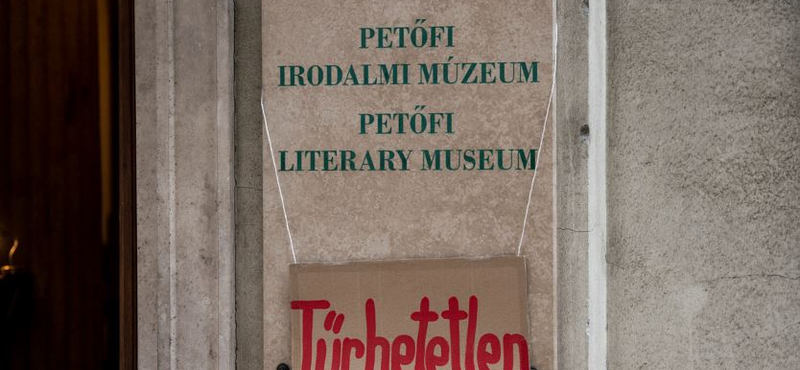 PETŐFI
IRODALMI MÚZEUM
PETŐFI
LITERARY MUSEUM
Tűrhetetlen